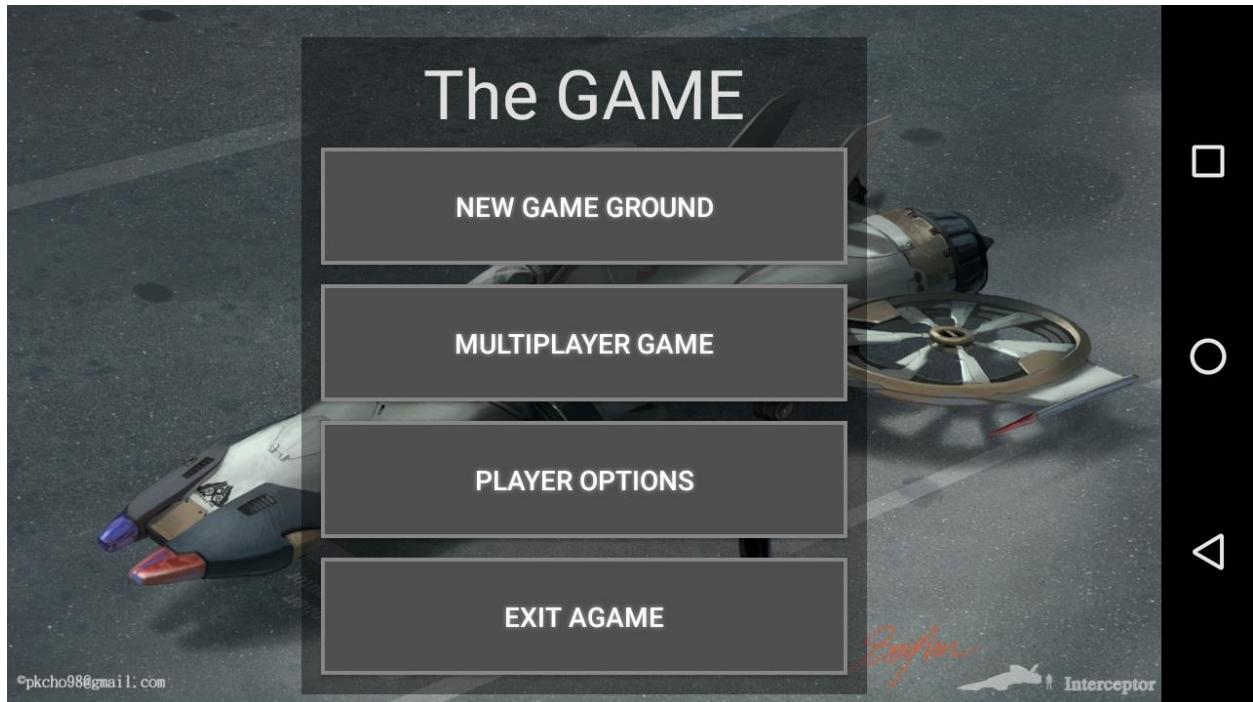 The GAME
NEW GAME GROUND
MULTIPLAYER GAME
PLAYER OPTIONS
EXIT AGAME
©pkcho98@gmail.com
Interceptor